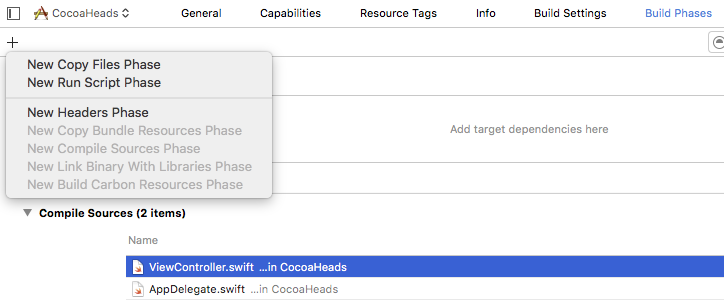 CocoaHeads General Capabilities Resource Tags Info Build Settings Build Phases
New Copy Files Phase
New Run Script Phase
New Headers Phase
New Copy Bundle Resources Phase
Add target dependencies here
New Compile Sources Phase
New Link Binary With Libraries Phase
New Build Carbon Resources Phase
Compile Sources (2 items)
Name
ViewController.swift ...in CocoaHeads
AppDelegate.swift ...in CocoaHeads